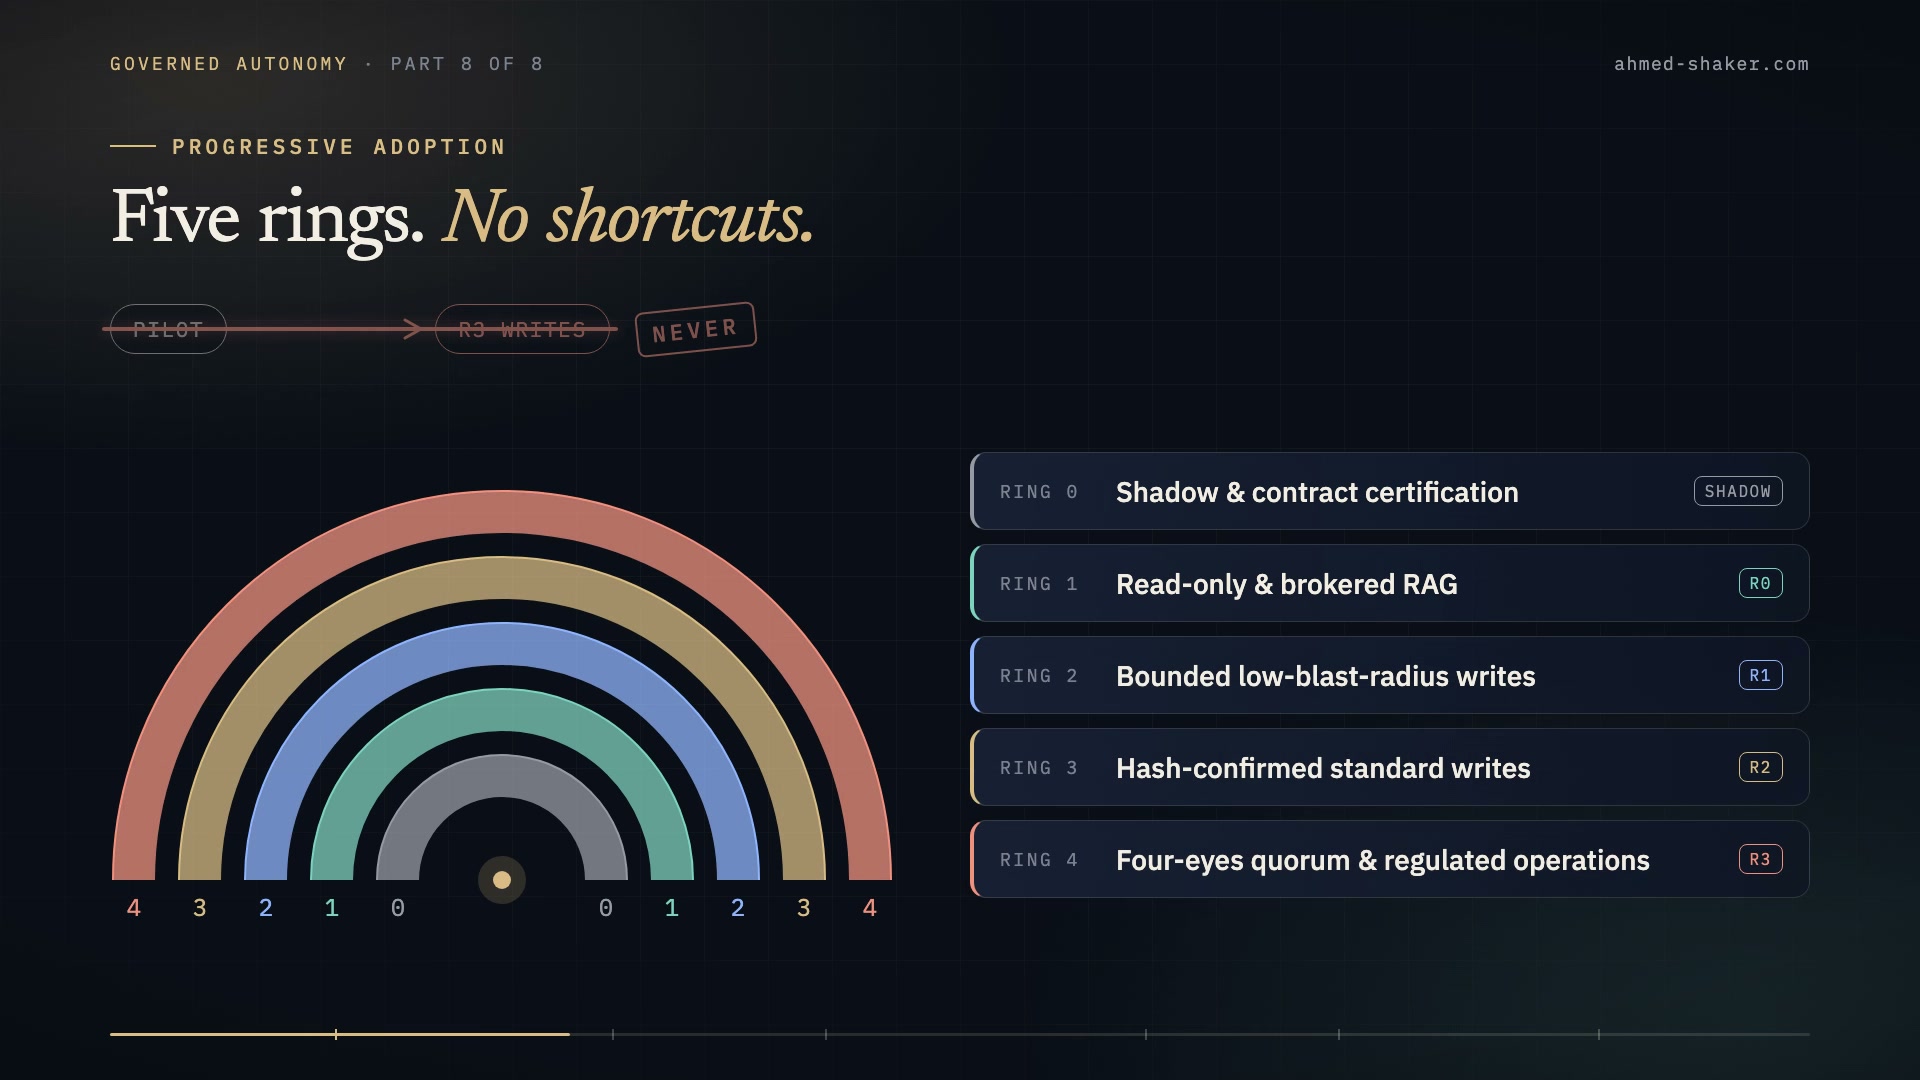 GOVERNED AUTONOMY · PART 8 OF 8
ahmed-shaker.com
PROGRESSIVE ADOPTION
Five rings. No shortcuts.
PILOT R3 WRITES NEVER
RING 0 Shadow & contract certification SHADOW
RING 1 Read-only & brokered RAG R0
RING 2 Bounded low-blast-radius writes R1
RING 3 Hash-confirmed standard writes R2
RING 4 Four-eyes quorum & regulated operations R3
4 3 2 1 0 0 1 2 3 4